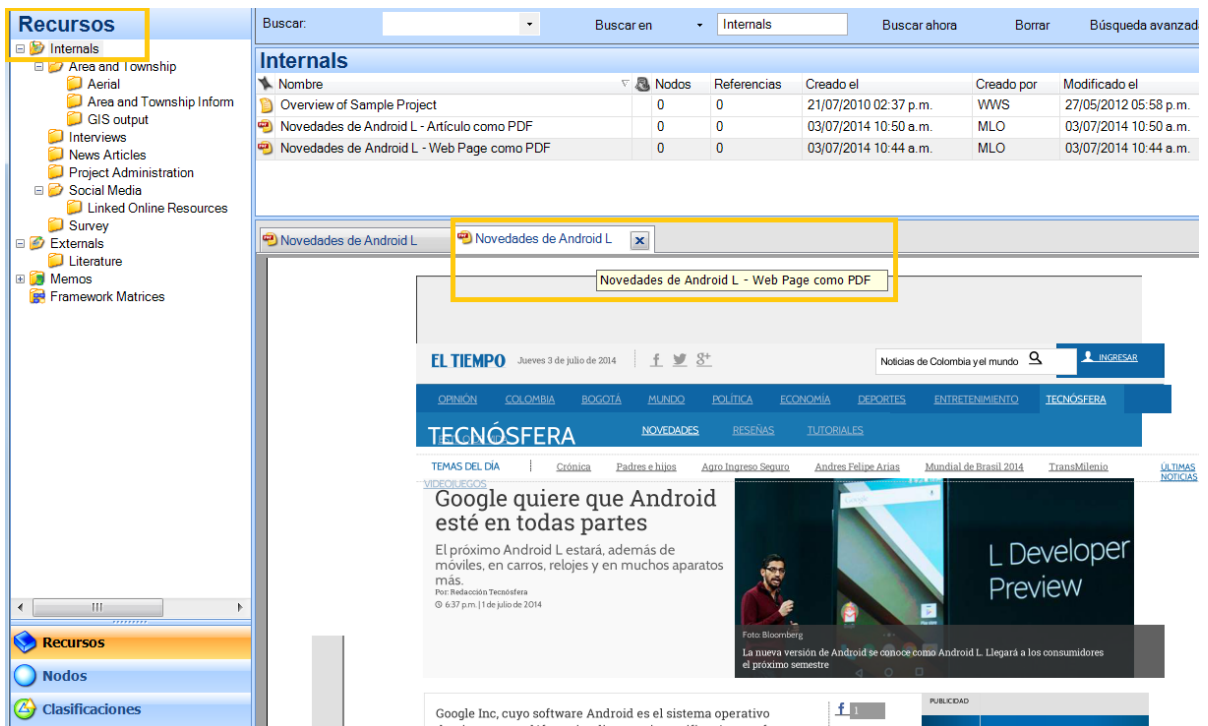 Recursos
Internals
Area and Township
Aerial
Area and Township Inform
GIS output
Interviews
News Articles
Project Administration
Social Media
Linked Online Resources
Survey
Externals
Literature
Memos
Framework Matrices
Recursos
Nodos
Clasificaciones
Buscar: Buscar en Internals Buscar ahora Borrar Búsqueda avanzad
Internals
Nombre Nodos Referencias Creado el Creado por Modificado el
Overview of Sample Project 0 0 21/07/2010 02:37 p.m. WWS 27/05/2012 05:58 p.m.
Novedades de Android L - Artículo como PDF 0 0 03/07/2014 10:50 a.m. MLO 03/07/2014 10:50 a.m.
Novedades de Android L - Web Page como PDF 0 0 03/07/2014 10:44 a.m. MLO 03/07/2014 10:44 a.m.
Novedades de Android L Novedades de Android L
Novedades de Android L - Web Page como PDF
EL TIEMPO Jueves 3 de julio de 2014 Noticias de Colombia y el mundo INGRESAR
OPINIÓN COLOMBIA BOGOTÁ MUNDO POLÍTICA ECONOMÍA DEPORTES ENTRETENIMIENTO TECNÓSFERA
TECNÓSFERA NOVEDADES RESEÑAS TUTORIALES
TEMAS DEL DÍA Crónica Padres e hijos Agro Ingreso Seguro Andres Felipe Arias Mundial de Brasil 2014 TransMilenio ÚLTIMAS NOTICIAS
VIDEOJUEGOS
Google quiere que Android
esté en todas partes
El próximo Android L estará, además de
móviles, en carros, relojes y en muchos aparatos
más.
Por: Redacción Tecnósfera
6:37 p.m. | 1 de julio de 2014
Google
L Developer
Preview
Foto: Bloomberg
La nueva versión de Android se conoce como Android L. Llegará a los consumidores
el próximo semestre
Google Inc, cuyo software Android es el sistema operativo
1
PUBLICIDAD